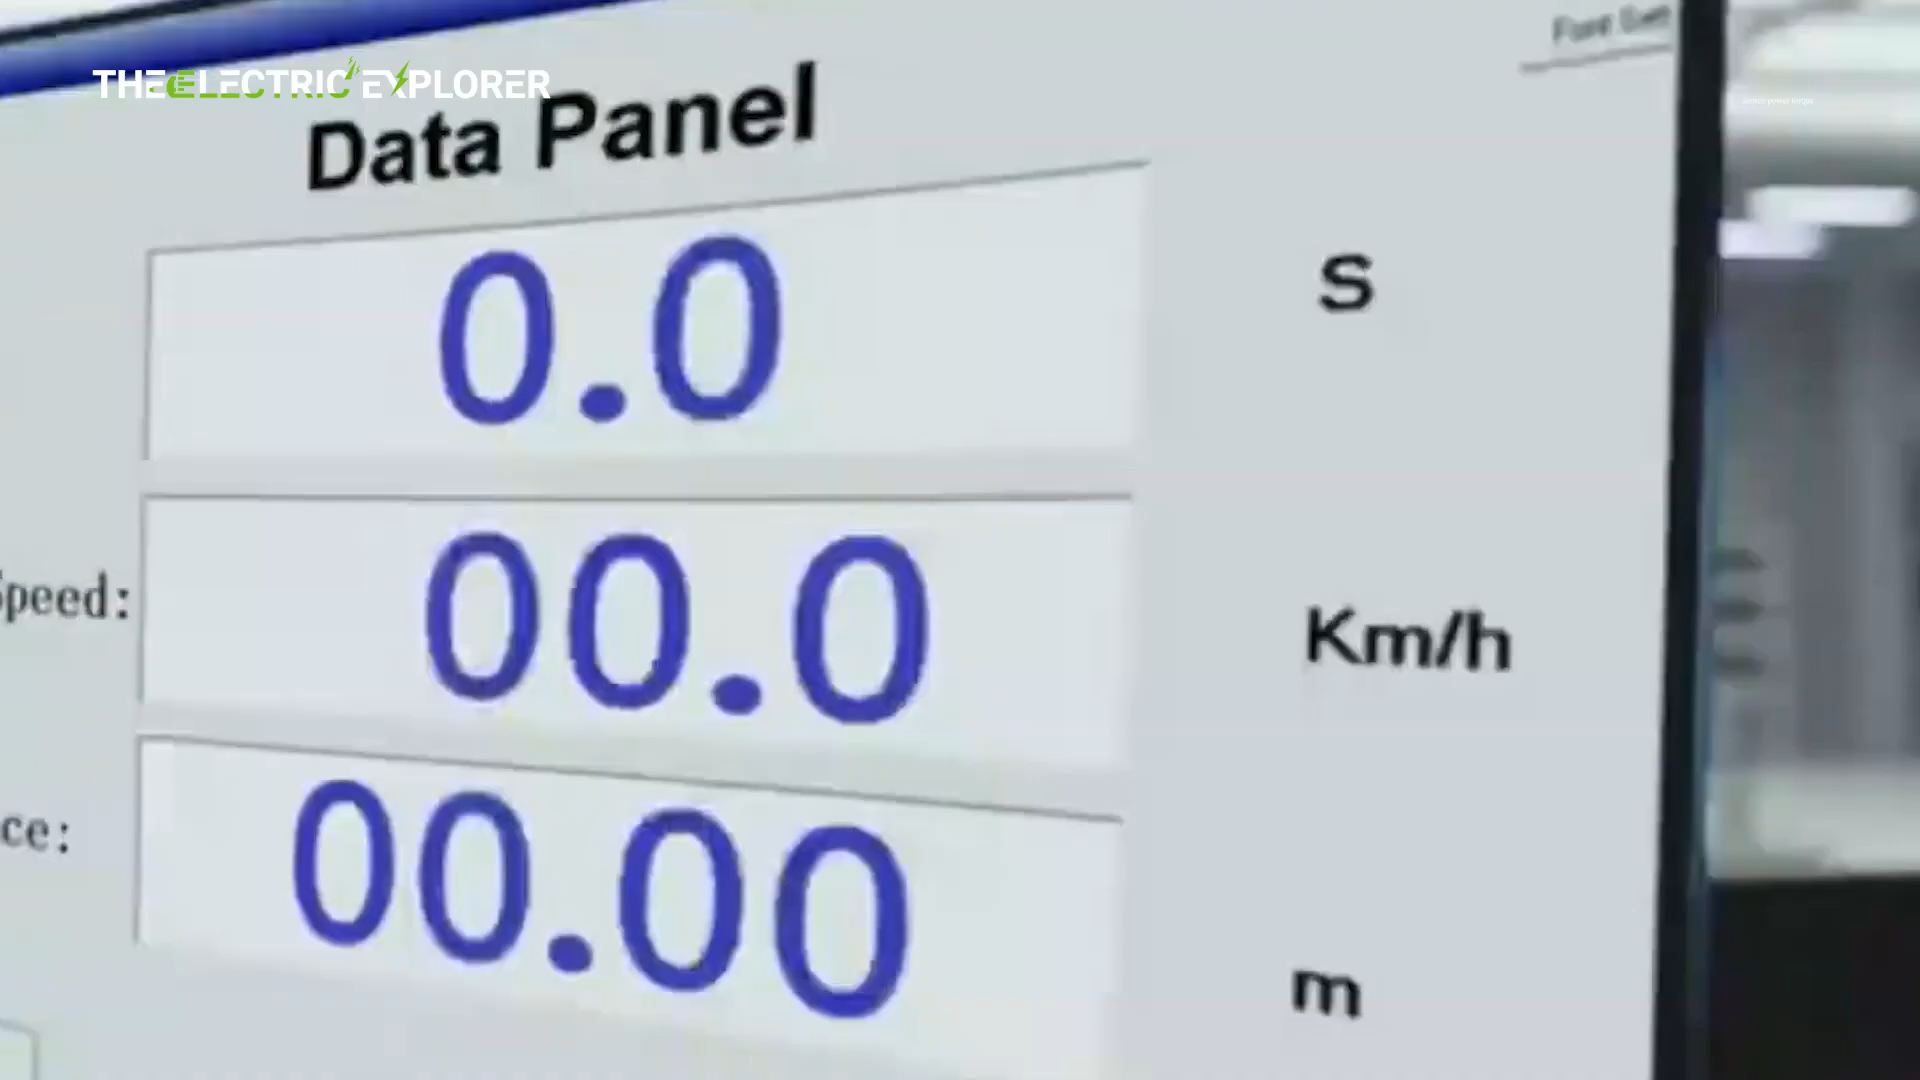 THE ELECTRIC EXPLORER
Data Panel
0.0 S
Speed: 00.0 Km/h
ce: 00.00 m